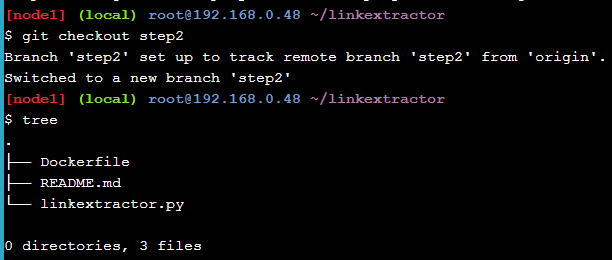 [node1] (local) root@192.168.0.48 ~/linkextractor
$ git checkout step2
Branch 'step2' set up to track remote branch 'step2' from 'origin'.
Switched to a new branch 'step2'
[node1] (local) root@192.168.0.48 ~/linkextractor
$ tree
.
├── Dockerfile
├── README.md
└── linkextractor.py
0 directories, 3 files